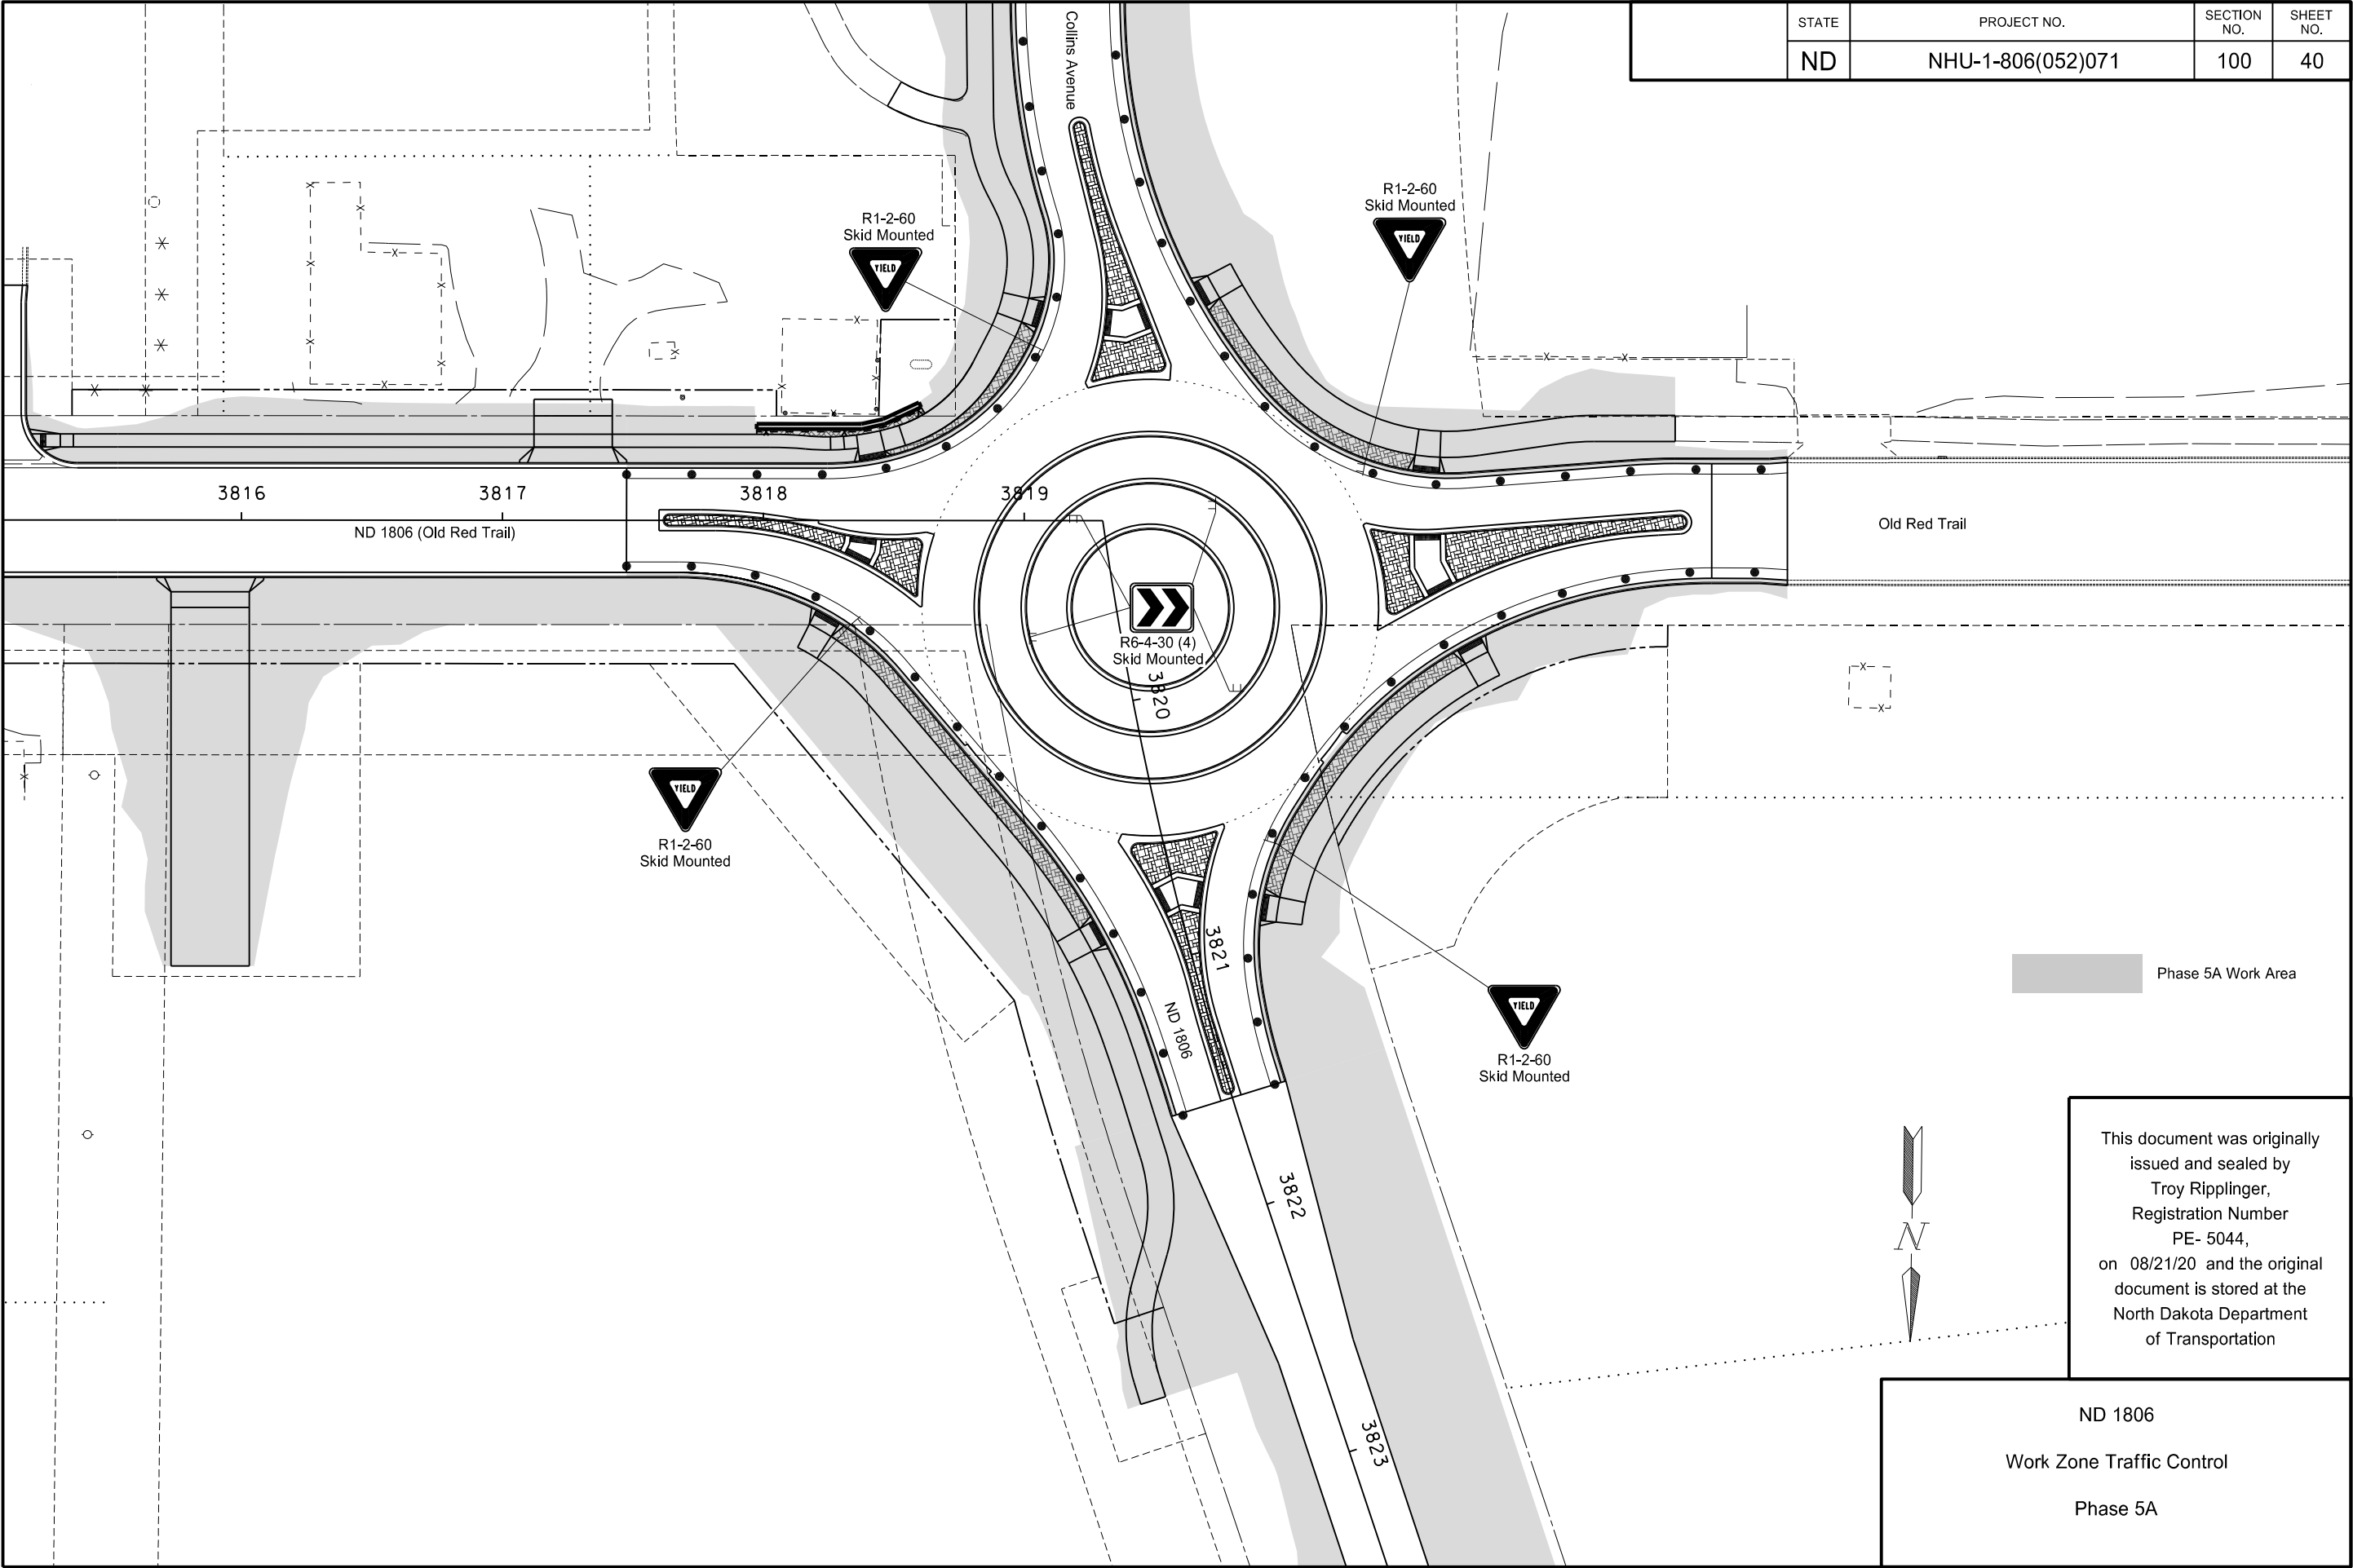 STATE
PROJECT NO.
SECTION
NO.
SHEET
NO.
ND
NHU-1-806(052)071
100
40
Collins Avenue
R1-2-60
Skid Mounted
YIELD
R1-2-60
Skid Mounted
YIELD
3816
3817
3818
3819
ND 1806 (Old Red Trail)
Old Red Trail
R6-4-30 (4)
Skid Mounted
3820
YIELD
R1-2-60
Skid Mounted
3821
ND 1806
YIELD
R1-2-60
Skid Mounted
Phase 5A Work Area
3822
3823
N
This document was originally
issued and sealed by
Troy Ripplinger,
Registration Number
PE- 5044,
on 08/21/20 and the original
document is stored at the
North Dakota Department
of Transportation
ND 1806
Work Zone Traffic Control
Phase 5A